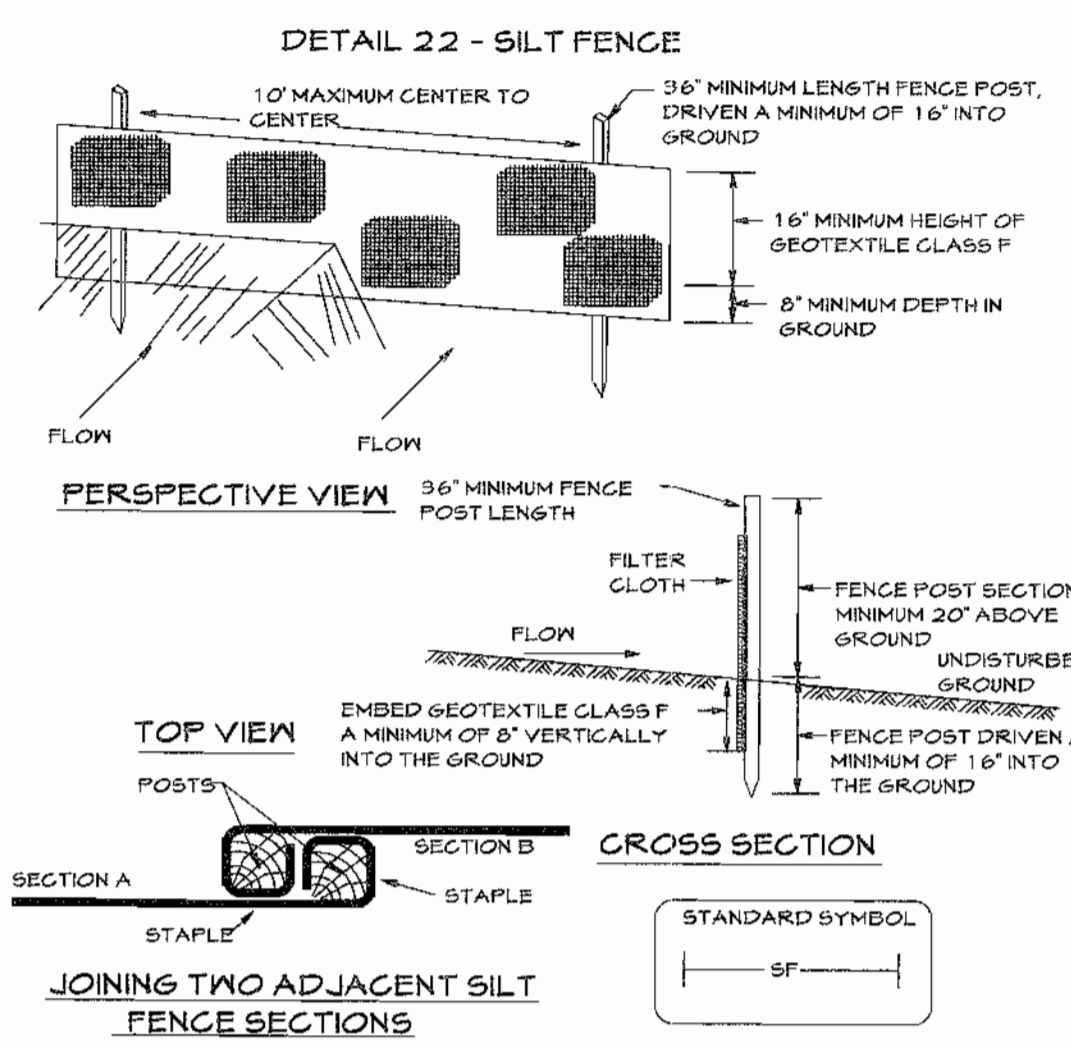 DETAIL 22 - SILT FENCE
10' MAXIMUM CENTER TO
CENTER
36" MINIMUM LENGTH FENCE POST,
DRIVEN A MINIMUM OF 16" INTO
GROUND
16" MINIMUM HEIGHT OF
GEOTEXTILE CLASS F
8" MINIMUM DEPTH IN
GROUND
FLOW
FLOW
PERSPECTIVE VIEW
36" MINIMUM FENCE
POST LENGTH
FILTER
CLOTH
FENCE POST SECTION
MINIMUM 20" ABOVE
GROUND
FLOW
UNDISTURBE
GROUND
EMBED GEOTEXTILE CLASS F
A MINIMUM OF 8" VERTICALLY
INTO THE GROUND
FENCE POST DRIVEN
MINIMUM OF 16" INTO
THE GROUND
CROSS SECTION
TOP VIEW
POSTS
SECTION B
SECTION A
STAPLE
STAPLE
JOINING TWO ADJACENT SILT
FENCE SECTIONS
STANDARD SYMBOL
SF